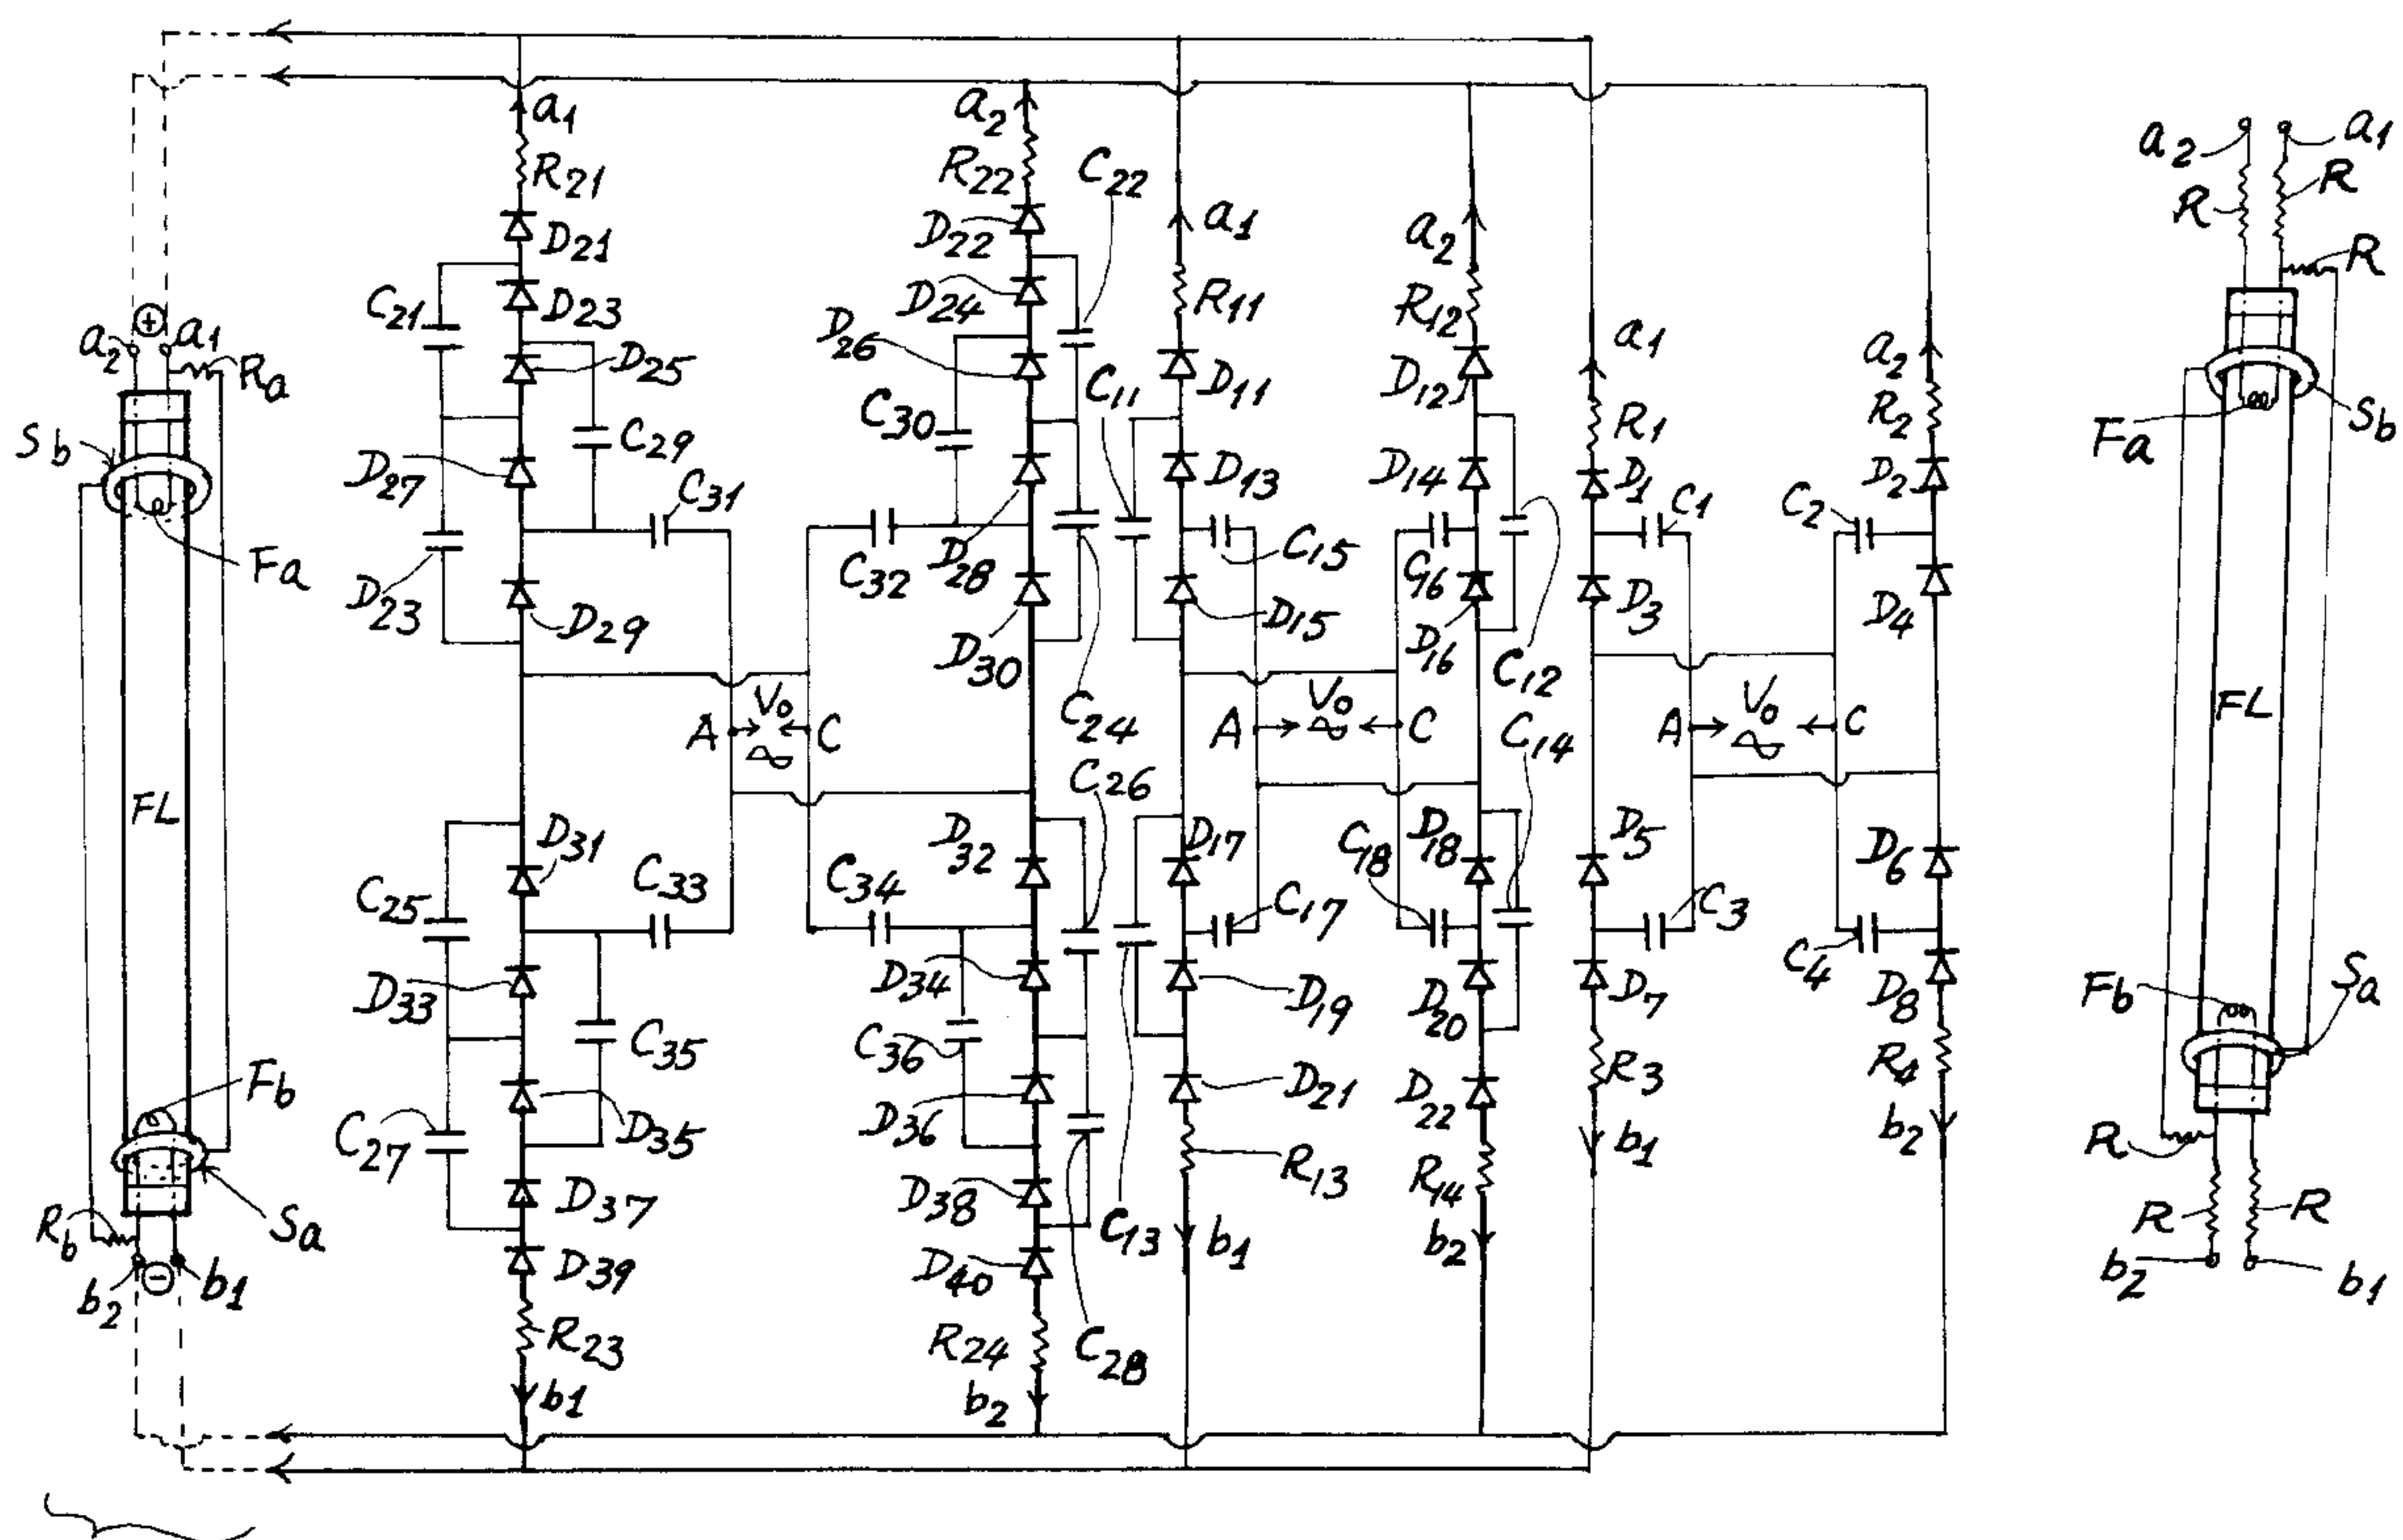 a1
R21
D21
C21
D23
D25
C29
D27
C31
D23
D29
A
V0
C
D31
C25
C33
D33
C35
C27
D35
D37
D39
R23
b1
a2
a1
Ra
Sb
Fa
FL
Fb
Sa
Rb
b2
b1
a2
R22
D22
C22
D24
D26
C30
C32
D28
D30
C24
C26
D32
C34
D34
C36
D36
D38
D40
R24
C28
b2
a1
R11
D11
C11
D13
C15
D15
A
V0
C
D17
C17
D19
D21
R13
C13
b1
a2
R12
D12
D14
C16
D16
C12
C14
C18
D18
D20
D22
R14
b2
a1
R1
D1
C1
D3
A
V0
C
D5
C3
D7
R3
b1
a2
R2
D2
C2
D4
D6
C4
D8
R4
b2
a2
a1
R
R
R
Sb
Fa
FL
Fb
Sa
R
R
R
b2
b1